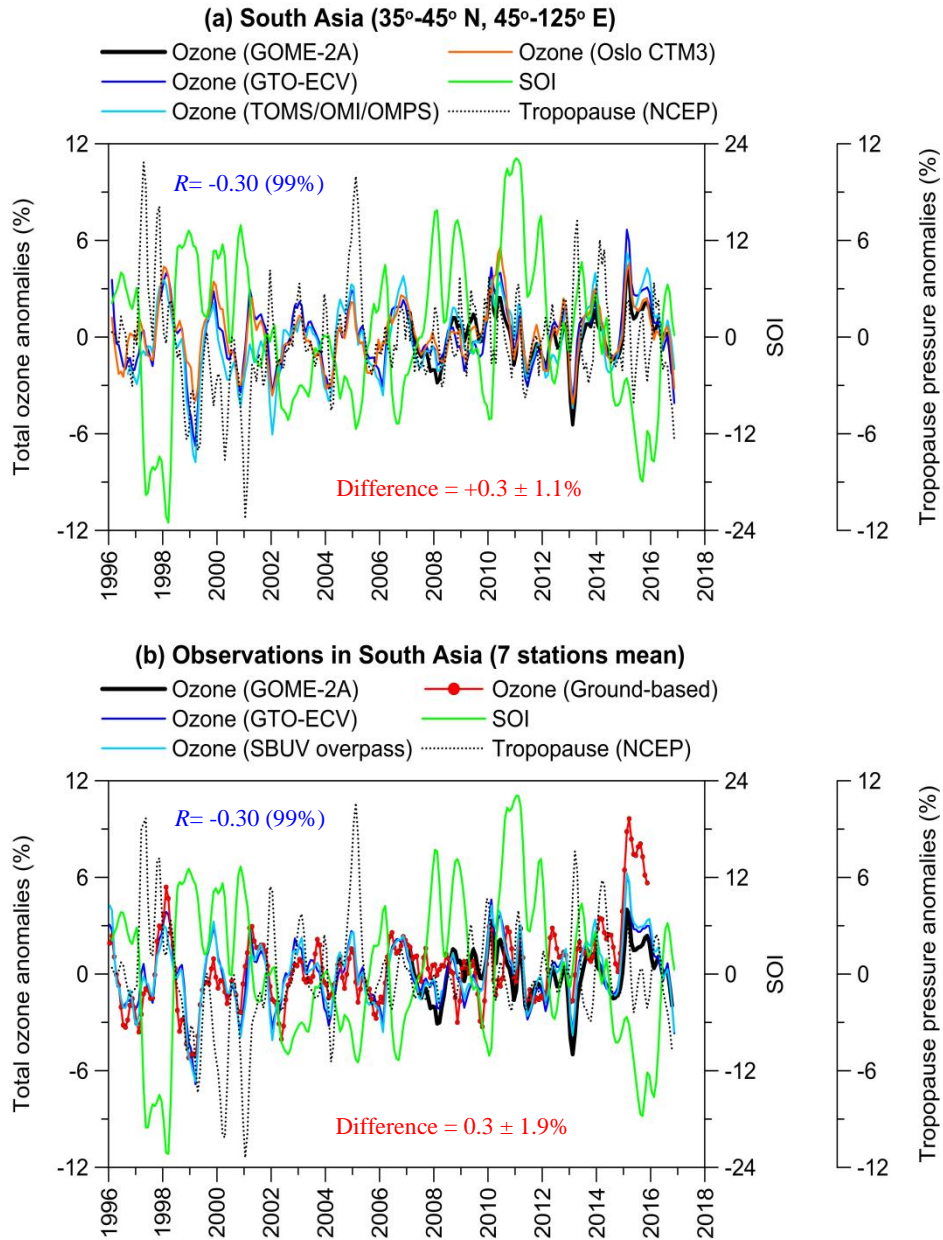 (a) South Asia (35º-45º N, 45º-125º E)
Ozone (GOME-2A)
Ozone (GTO-ECV)
Ozone (TOMS/OMI/OMPS)
Ozone (Oslo CTM3)
SOI
Tropopause (NCEP)
R= -0.30 (99%)
Difference = +0.3 ± 1.1%
Total ozone anomalies (%)
12
6
0
-6
-12
SOI
24
12
0
-12
-24
Tropopause pressure anomalies (%)
12
6
0
-6
-12
1996
1998
2000
2002
2004
2006
2008
2010
2012
2014
2016
2018
(b) Observations in South Asia (7 stations mean)
Ozone (GOME-2A)
Ozone (GTO-ECV)
Ozone (SBUV overpass)
Ozone (Ground-based)
SOI
Tropopause (NCEP)
R= -0.30 (99%)
Difference = 0.3 ± 1.9%
Total ozone anomalies (%)
12
6
0
-6
-12
SOI
24
12
0
-12
-24
Tropopause pressure anomalies (%)
12
6
0
-6
-12
1996
1998
2000
2002
2004
2006
2008
2010
2012
2014
2016
2018